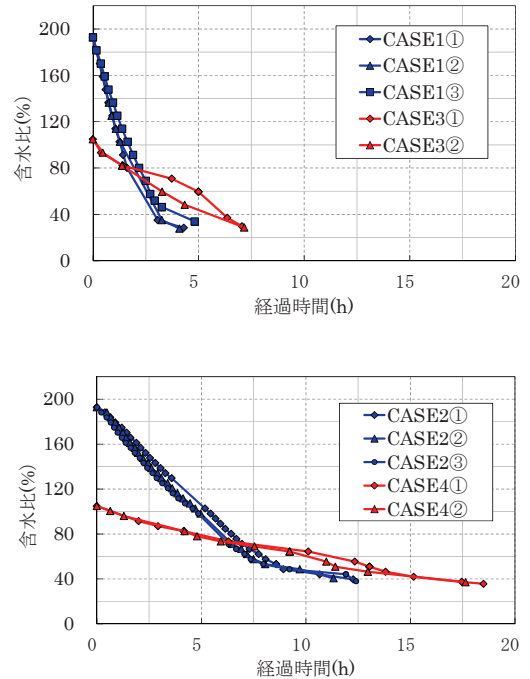 200
160
120
80
40
0
含水比(%)
CASE1①
CASE1②
CASE1③
CASE3①
CASE3②
0 5 10 15 20
経過時間(h)
200
160
120
80
40
0
含水比(%)
CASE2①
CASE2②
CASE2③
CASE4①
CASE4②
0 5 10 15 20
経過時間(h)